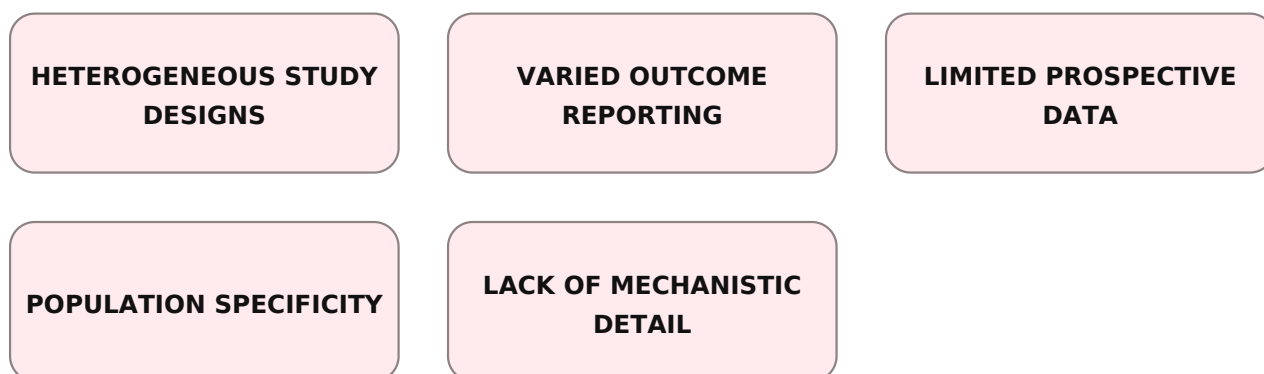 HETEROGENEOUS STUDY
DESIGNS
VARIED OUTCOME
REPORTING
LIMITED PROSPECTIVE
DATA
POPULATION SPECIFICITY
LACK OF MECHANISTIC
DETAIL